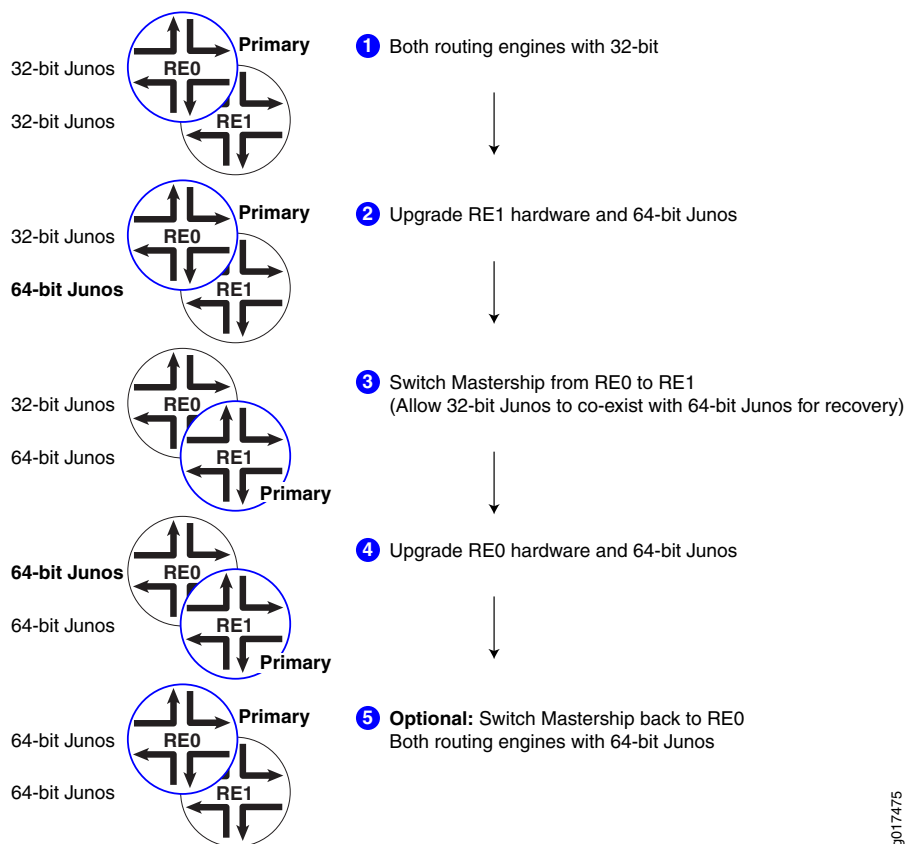 Primary
1 Both routing engines with 32-bit
32-bit Junos
RE0
32-bit Junos
RE1
Primary
2 Upgrade RE1 hardware and 64-bit Junos
32-bit Junos
RE0
64-bit Junos
RE1
3 Switch Mastership from RE0 to RE1
(Allow 32-bit Junos to co-exist with 64-bit Junos for recovery)
32-bit Junos
RE0
64-bit Junos
RE1
Primary
4 Upgrade RE0 hardware and 64-bit Junos
64-bit Junos
RE0
64-bit Junos
RE1
Primary
Primary
5 Optional: Switch Mastership back to RE0
Both routing engines with 64-bit Junos
64-bit Junos
RE0
64-bit Junos
RE1
g017475